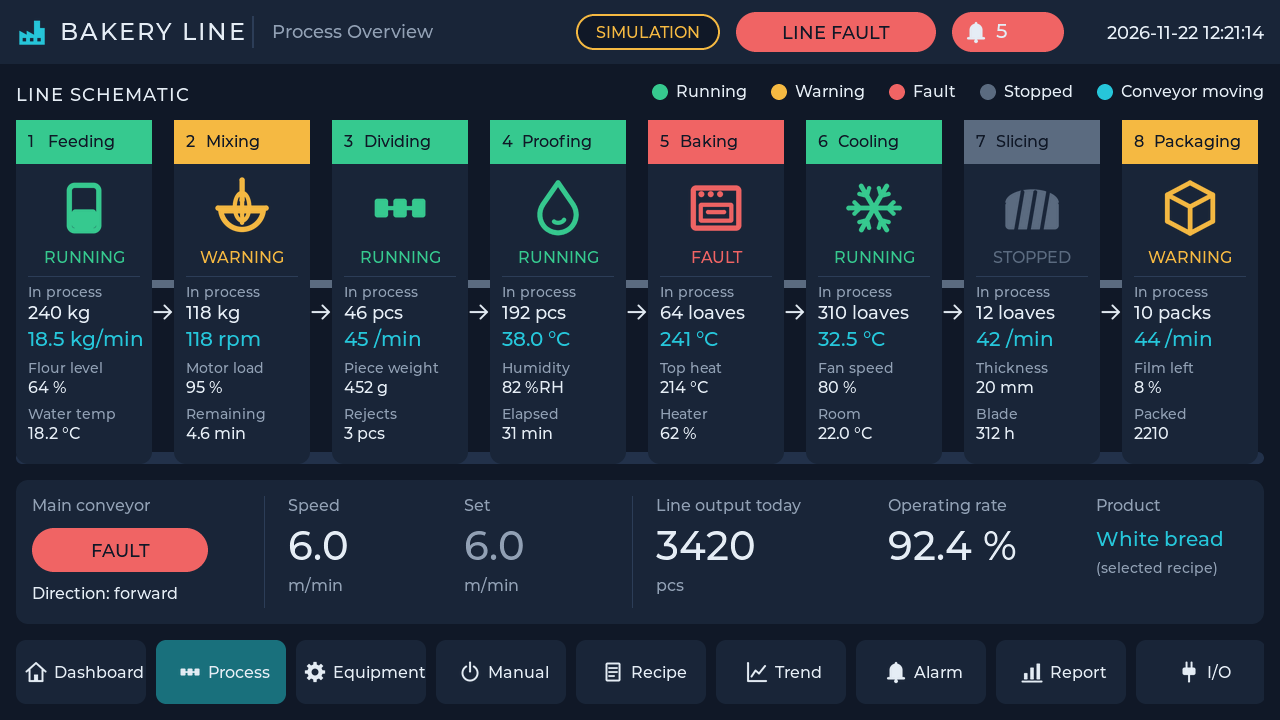 BAKERY LINE
Process Overview
SIMULATION
LINE FAULT
5
2026-11-22 12:21:14
LINE SCHEMATIC
Running
Warning
Fault
Stopped
Conveyor moving
1 Feeding
RUNNING
In process
240 kg
18.5 kg/min
Flour level
64 %
Water temp
18.2 °C
2 Mixing
WARNING
In process
118 kg
118 rpm
Motor load
95 %
Remaining
4.6 min
3 Dividing
RUNNING
In process
46 pcs
45 /min
Piece weight
452 g
Rejects
3 pcs
4 Proofing
RUNNING
In process
192 pcs
38.0 °C
Humidity
82 %RH
Elapsed
31 min
5 Baking
FAULT
In process
64 loaves
241 °C
Top heat
214 °C
Heater
62 %
6 Cooling
RUNNING
In process
310 loaves
32.5 °C
Fan speed
80 %
Room
22.0 °C
7 Slicing
STOPPED
In process
12 loaves
42 /min
Thickness
20 mm
Blade
312 h
8 Packaging
WARNING
In process
10 packs
44 /min
Film left
8 %
Packed
2210
Main conveyor
FAULT
Direction: forward
Speed
6.0
m/min
Set
6.0
m/min
Line output today
3420
pcs
Operating rate
92.4 %
Product
White bread
(selected recipe)
Dashboard
Process
Equipment
Manual
Recipe
Trend
Alarm
Report
I/O